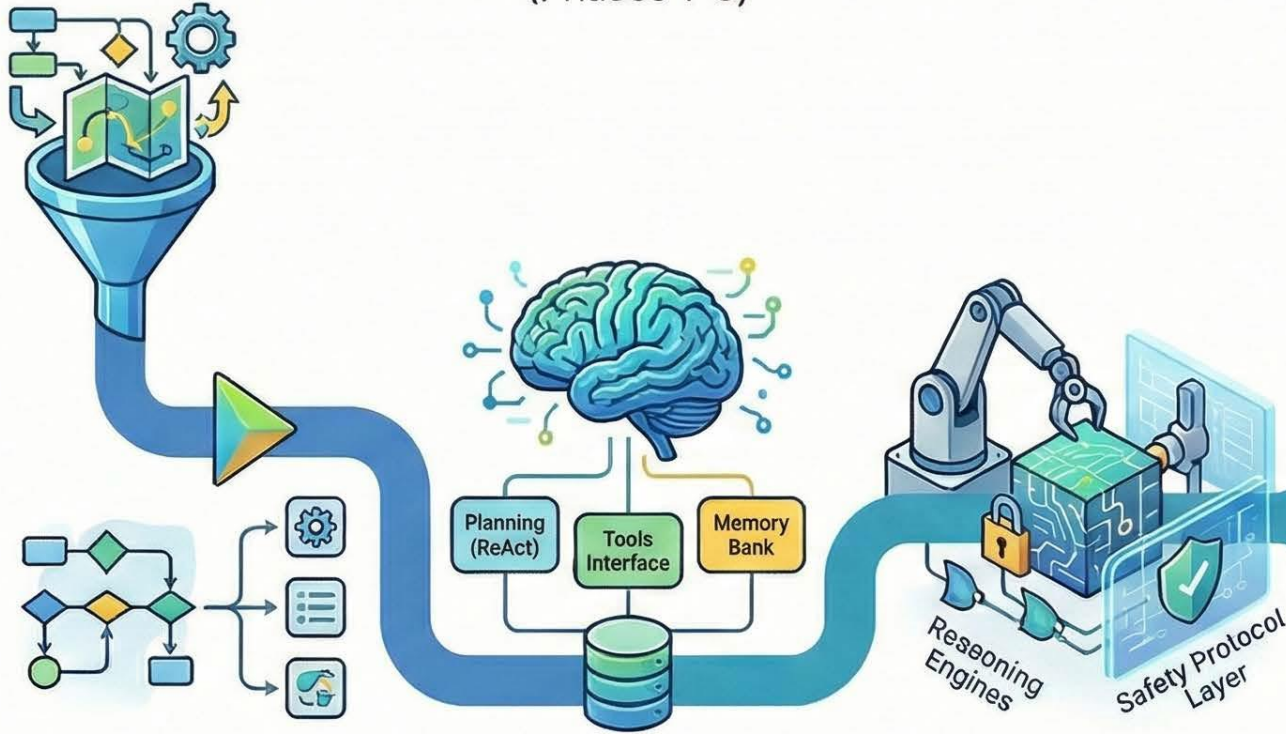 Planning
(ReAct)
Tools
Interface
Memory
Bank
Reseoning
Engines
Safety Protocol
Layer